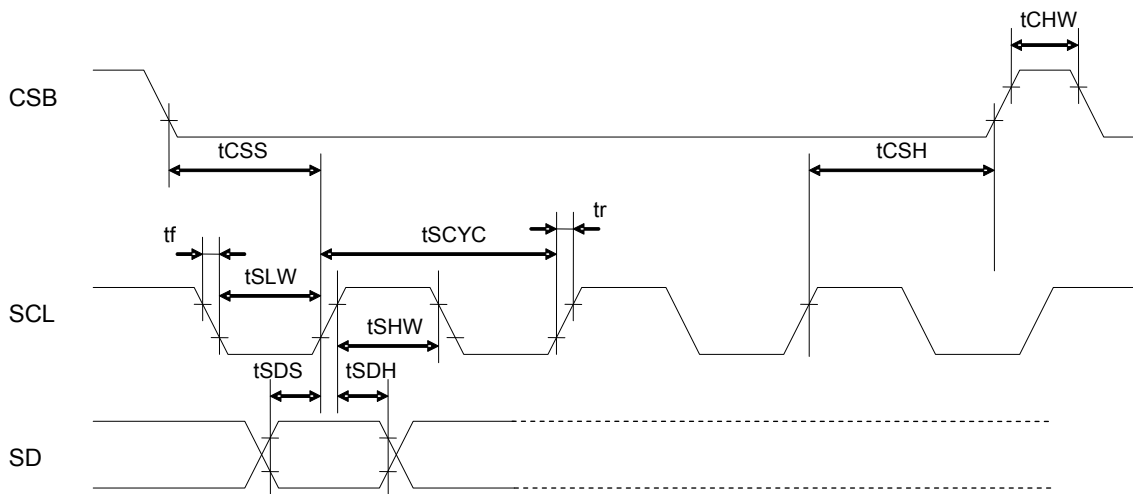 tCHW
CSB
tCSS
tCSH
tr
tf
tSCYC
tSLW
SCL
tSHW
tSDS
tSDH
SD